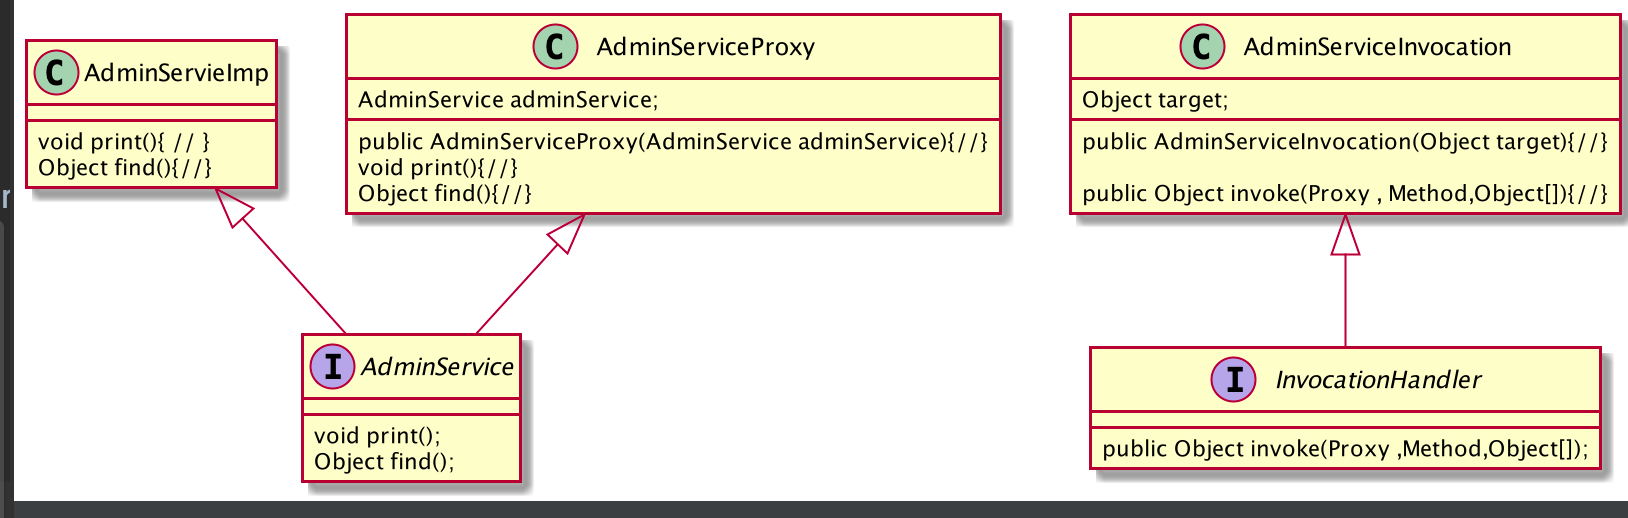 C AdminServieImp
void print(){ // }
Object find(){//}
C AdminServiceProxy
AdminService adminService;
public AdminServiceProxy(AdminService adminService){//}
void print(){//}
Object find(){//}
C AdminServiceInvocation
Object target;
public AdminServiceInvocation(Object target){//}
public Object invoke(Proxy , Method,Object[]){//}
r
I AdminService
void print();
Object find();
I InvocationHandler
public Object invoke(Proxy ,Method,Object[]);